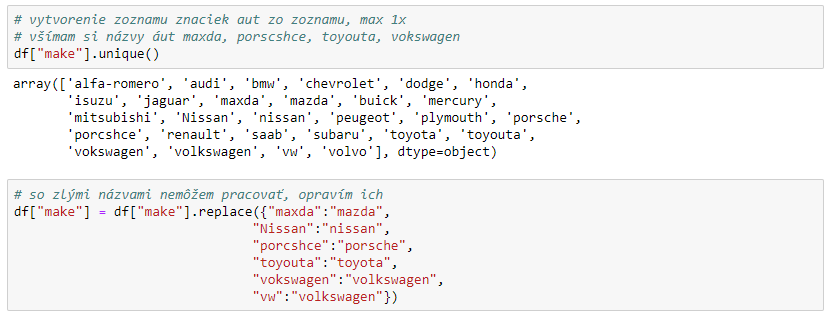 # vytvorenie zoznamu znaciek aut zo zoznamu, max 1x
# všímam si názvy áut maxda, porscshce, toyouta, vokswagen
df["make"].unique()
array(['alfa-romero', 'audi', 'bmw', 'chevrolet', 'dodge', 'honda',
'isuzu', 'jaguar', 'maxda', 'mazda', 'buick', 'mercury',
'mitsubishi', 'Nissan', 'nissan', 'peugeot', 'plymouth', 'porsche',
'porcshce', 'renault', 'saab', 'subaru', 'toyota', 'toyouta',
'vokswagen', 'volkswagen', 'vw', 'volvo'], dtype=object)
# so zlými názvami nemôžem pracovať, opravím ich
df["make"] = df["make"].replace({"maxda":"mazda",
"Nissan":"nissan",
"porcshce":"porsche",
"toyouta":"toyota",
"vokswagen":"volkswagen",
"vw":"volkswagen"})